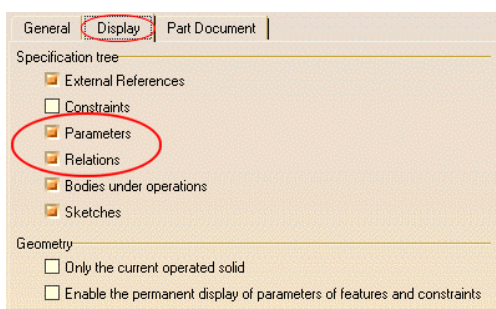 General Display Part Document
Specification tree
External References
Constraints
Parameters
Relations
Bodies under operations
Sketches
Geometry
Only the current operated solid
Enable the permanent display of parameters of features and constraints